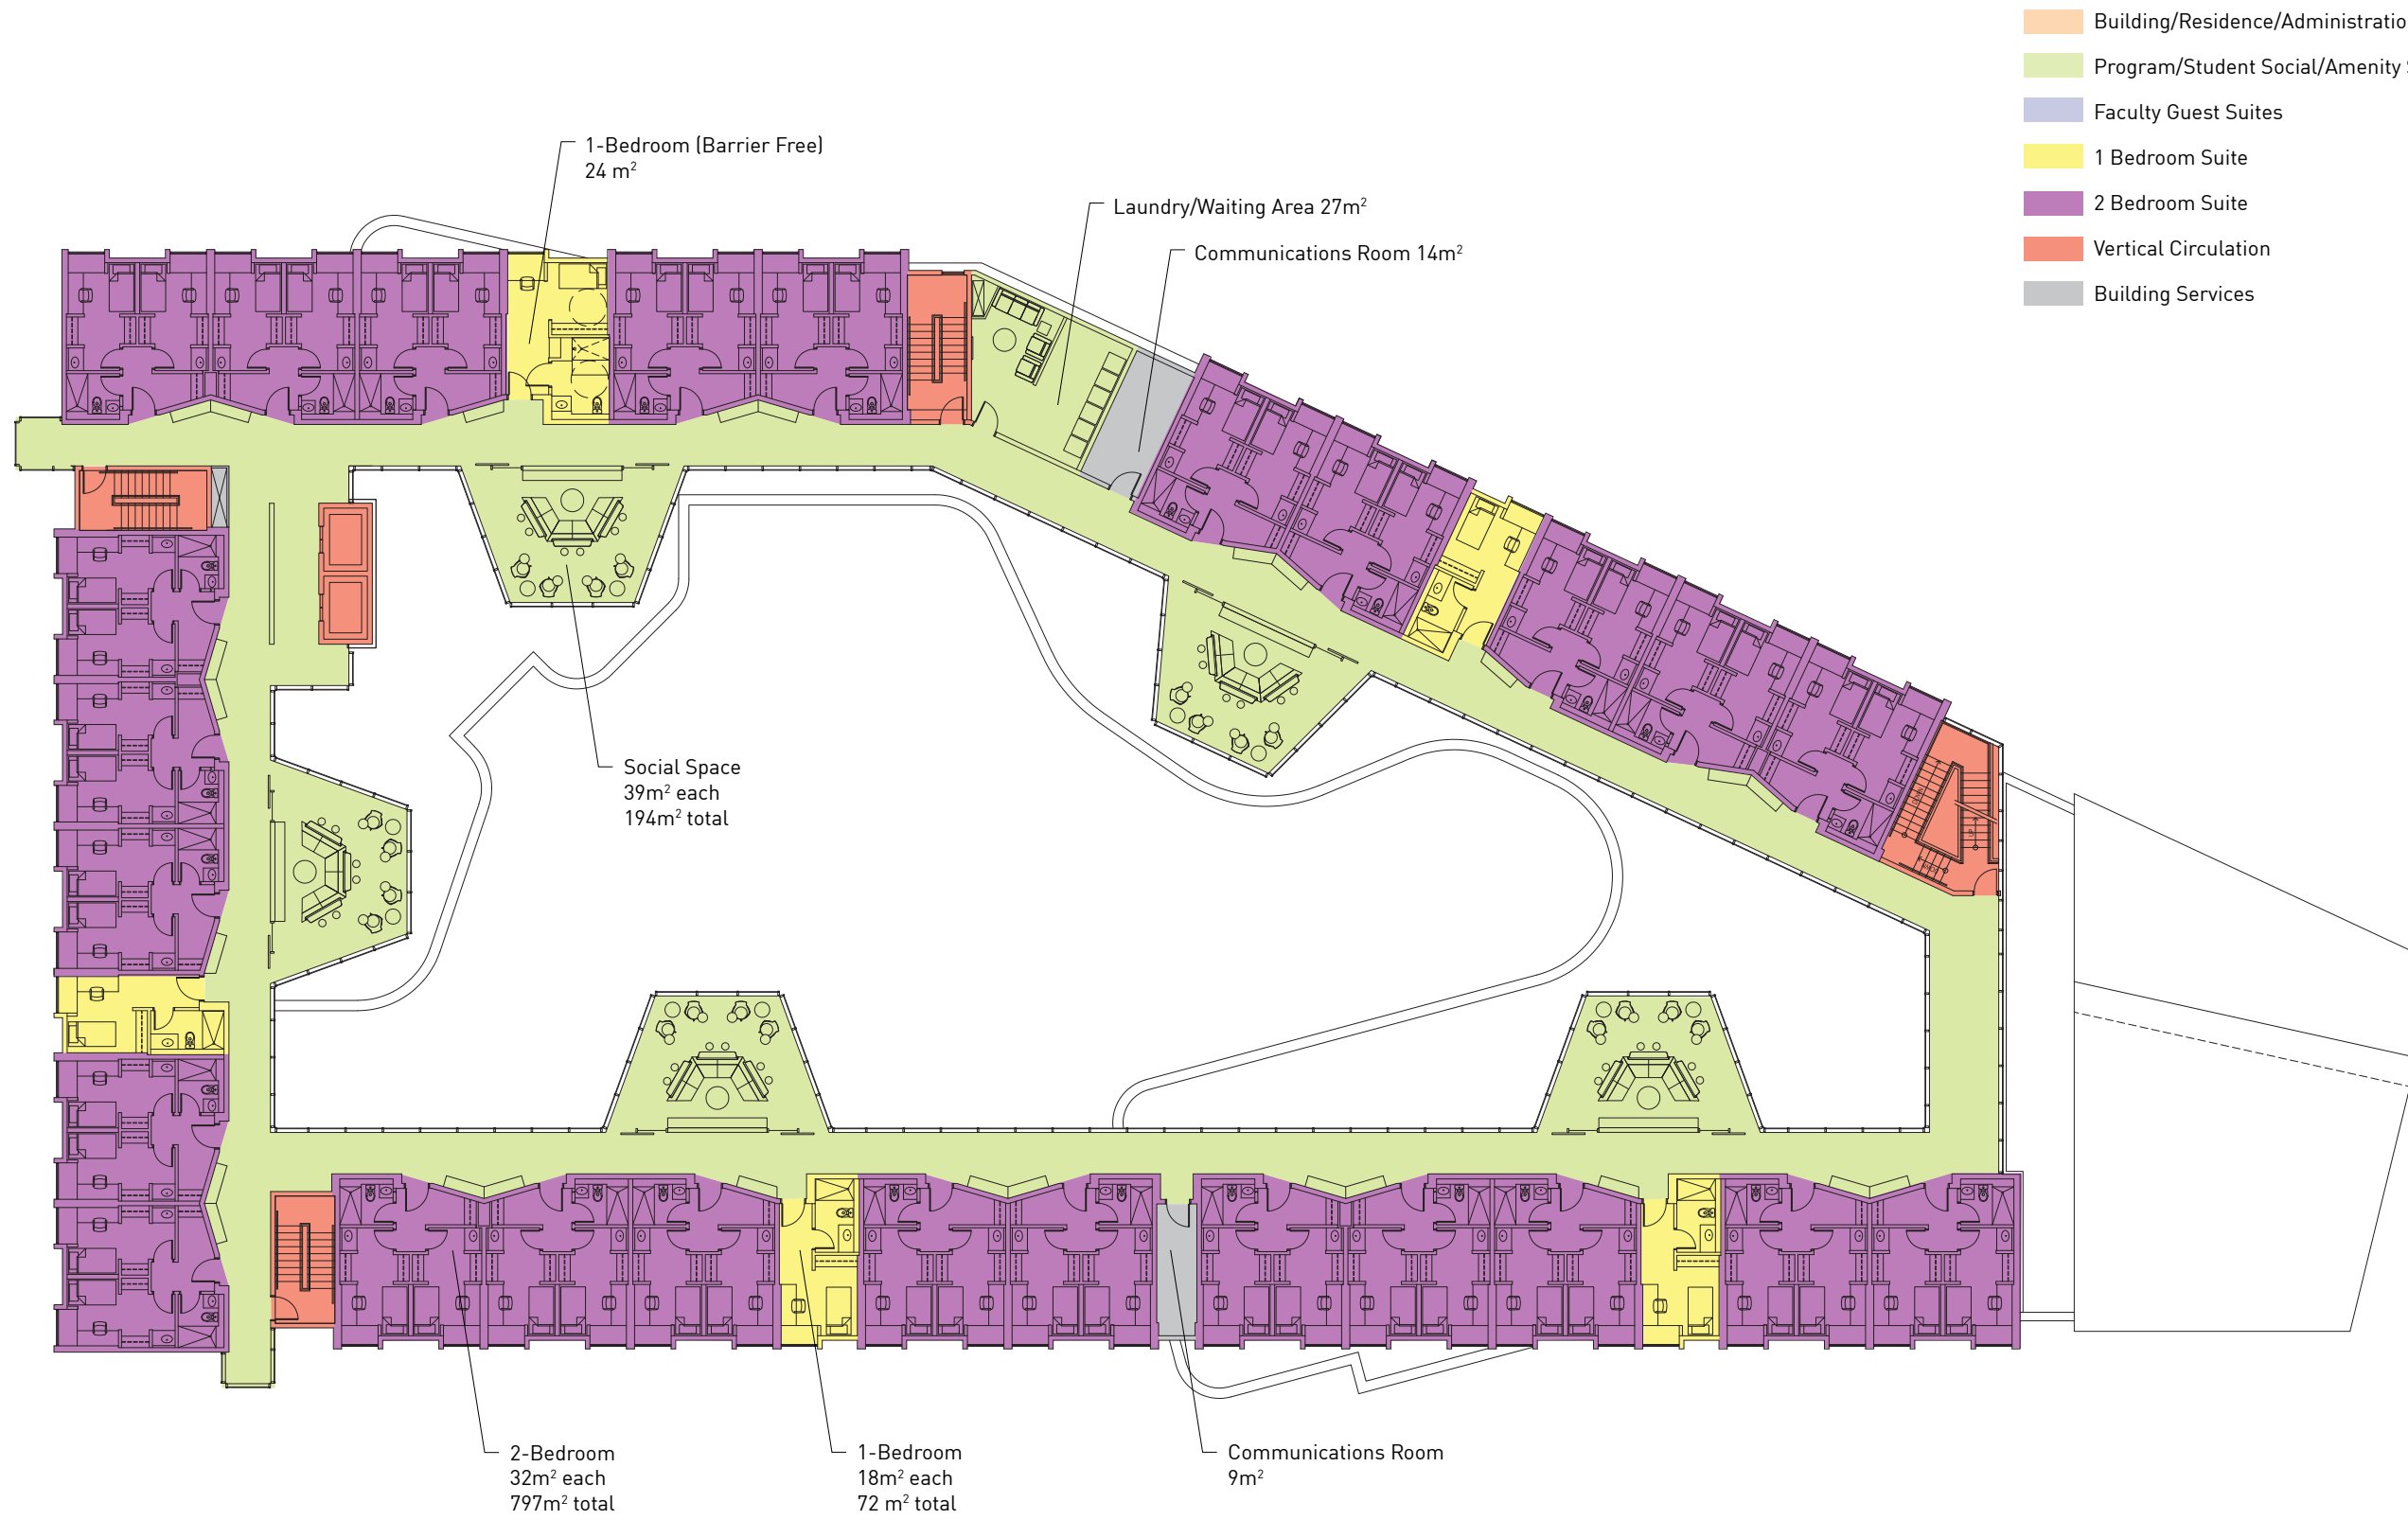 Building/Residence/Administratio
Program/Student Social/Amenity
Faculty Guest Suites
1 Bedroom Suite
2 Bedroom Suite
Vertical Circulation
Building Services
1-Bedroom (Barrier Free)
24 m²
Laundry/Waiting Area 27m²
Communications Room 14m²
Social Space
39m² each
194m² total
UP
2-Bedroom
32m² each
797m² total
1-Bedroom
18m² each
72 m² total
Communications Room
9m²